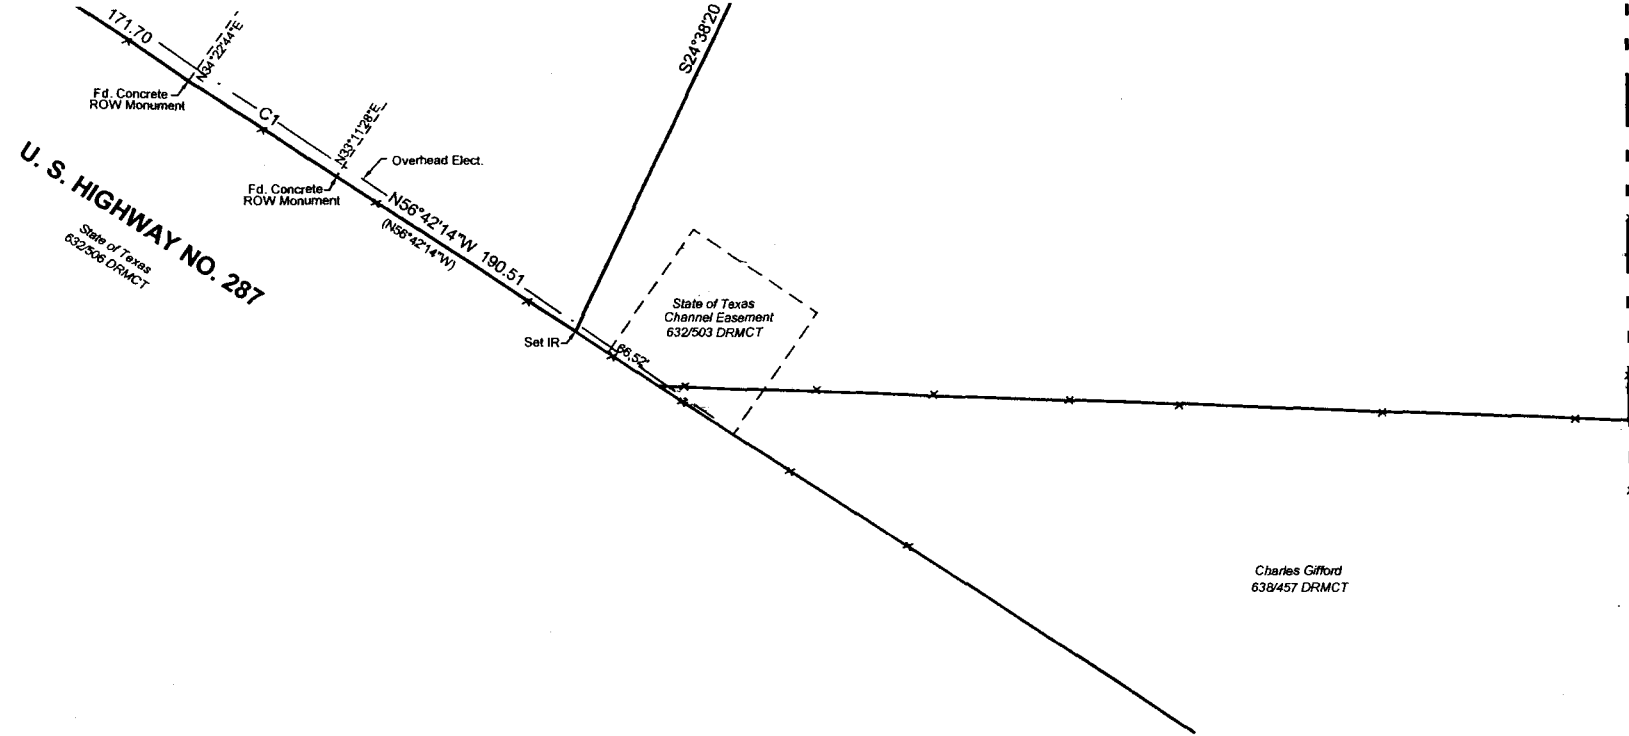 171.70
N34°22'44"E
Fd. Concrete
ROW Monument
C1
N33°11'28"E
Overhead Elect.
Fd. Concrete
ROW Monument
U. S. HIGHWAY NO. 287
State of Texas
632/506 DRMCT
N56°42'14"W 190.51
(N56°42'14"W)
S24°38'20
Set IR
66.52'
State of Texas
Channel Easement
632/503 DRMCT
Charles Gifford
638/457 DRMCT